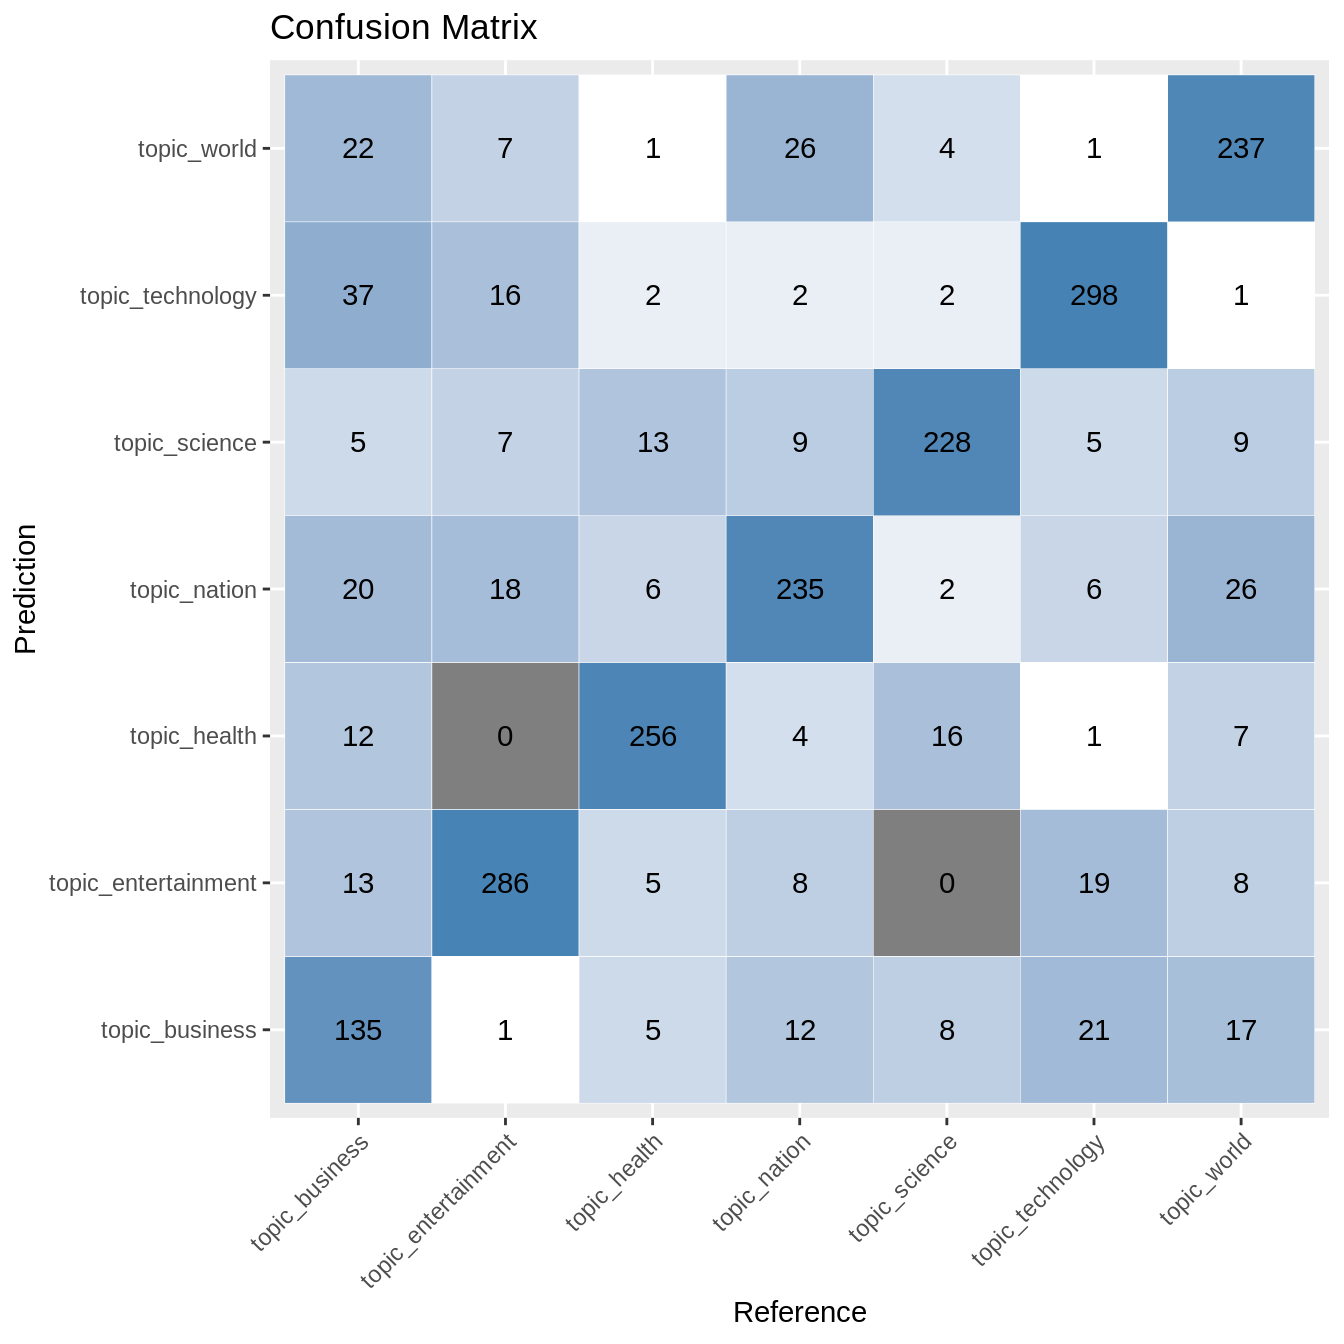 Confusion Matrix
Prediction
topic_world 22 7 1 26 4 1 237
topic_technology 37 16 2 2 2 298 1
topic_science 5 7 13 9 228 5 9
topic_nation 20 18 6 235 2 6 26
topic_health 12 0 256 4 16 1 7
topic_entertainment 13 286 5 8 0 19 8
topic_business 135 1 5 12 8 21 17
topic_business topic_entertainment topic_health topic_nation topic_science topic_technology topic_world
Reference